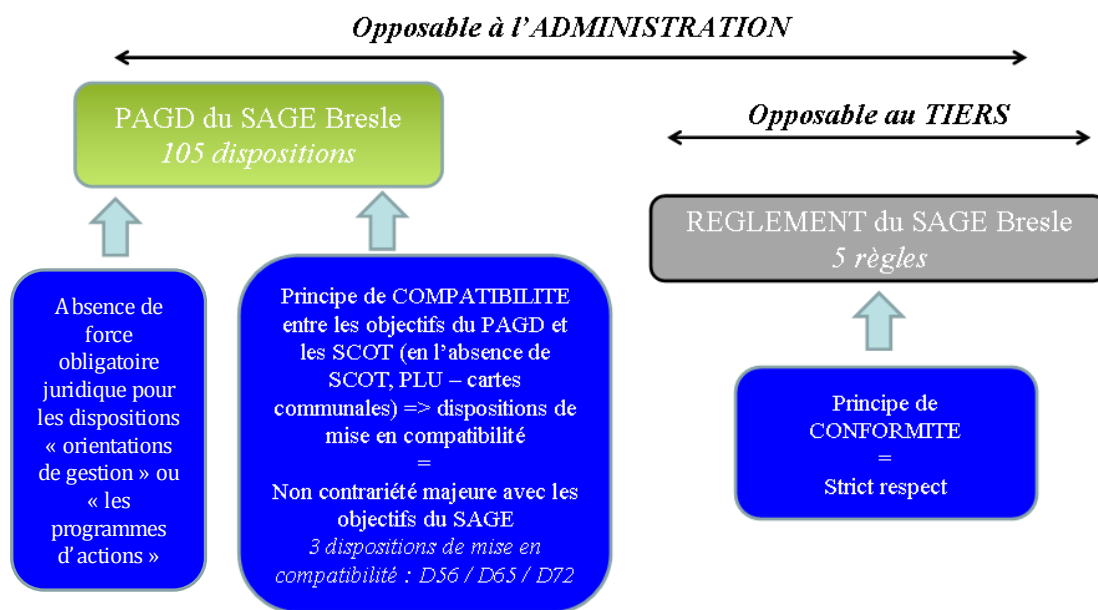 Opposable à l’ADMINISTRATION
PAGD du SAGE Bresle
105 dispositions
Opposable au TIERS
REGLEMENT du SAGE Bresle
5 règles
Absence de
force
obligatoire
juridique pour
les dispositions
« orientations
de gestion » ou
« les
programmes
d’actions »
Principe de COMPATIBILITE
entre les objectifs du PAGD et
les SCOT (en l’absence de
SCOT, PLU – cartes
communales) => dispositions de
mise en compatibilité
=
Non contrariété majeure avec les
objectifs du SAGE
3 dispositions de mise en
compatibilité : D56 / D65 / D72
Principe de
CONFORMITE
=
Strict respect